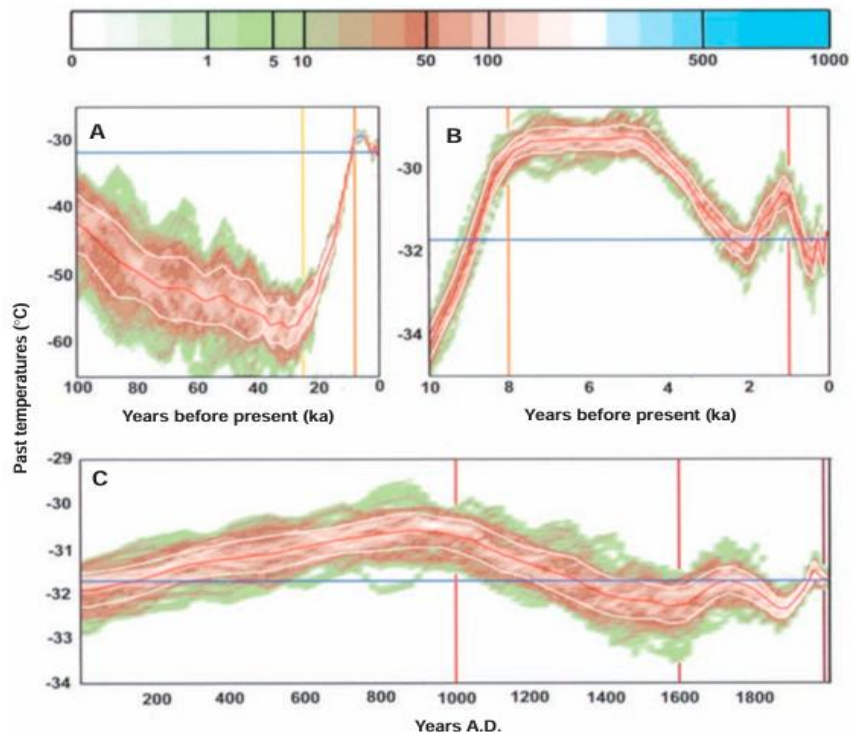 0 1 5 10 50 100 500 1000
A
-30
-40
-50
-60
100 80 60 40 20 0
Years before present (ka)
B
-30
-32
-34
10 8 6 4 2 0
Years before present (ka)
Past temperatures (°C)
C
-29
-30
-31
-32
-33
-34
200 400 600 800 1000 1200 1400 1600 1800
Years A.D.